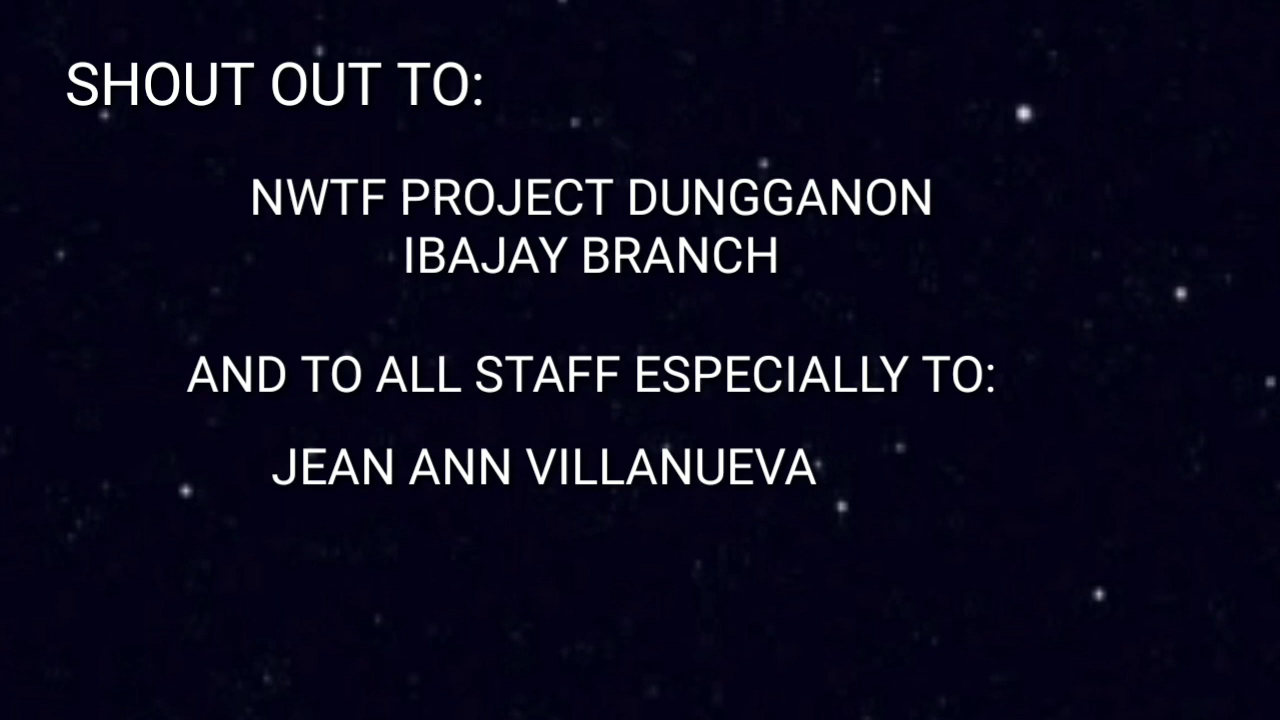 SHOUT OUT TO:
NWTF PROJECT DUNGGANON
IBAJAY BRANCH
AND TO ALL STAFF ESPECIALLY TO:
JEAN ANN VILLANUEVA